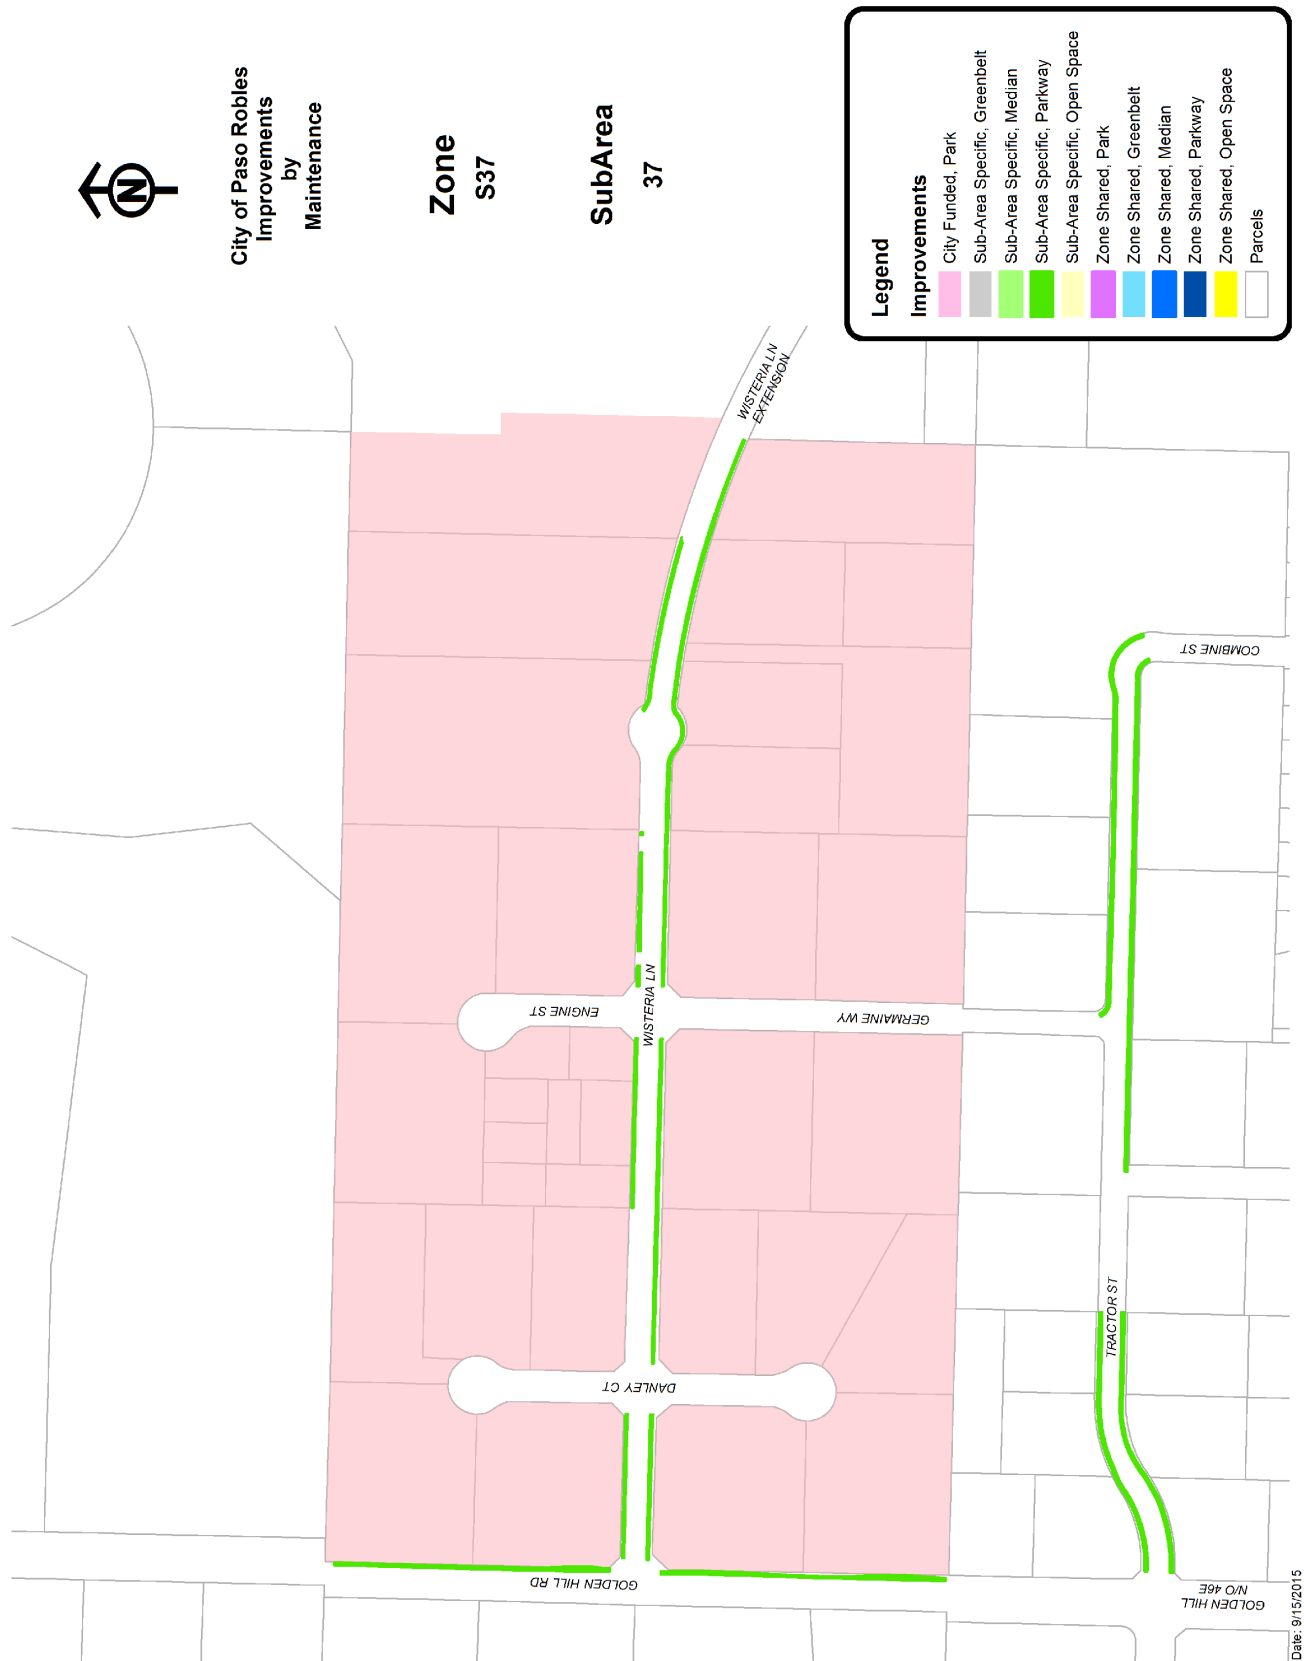 N
City of Paso Robles
Improvements
by
Maintenance
Zone
S37
SubArea
37
Legend
Improvements
City Funded, Park
Sub-Area Specific, Greenbelt
Sub-Area Specific, Median
Sub-Area Specific, Parkway
Sub-Area Specific, Open Space
Zone Shared, Park
Zone Shared, Greenbelt
Zone Shared, Median
Zone Shared, Parkway
Zone Shared, Open Space
Parcels
WISTERIA LN
EXTENSION
COMBINE ST
ENGINE ST
WISTERIA LN
GERMAINE WY
TRACTOR ST
DANLEY CT
GOLDEN HILL RD
GOLDEN HILL
N/O 46E
Date: 9/15/2015